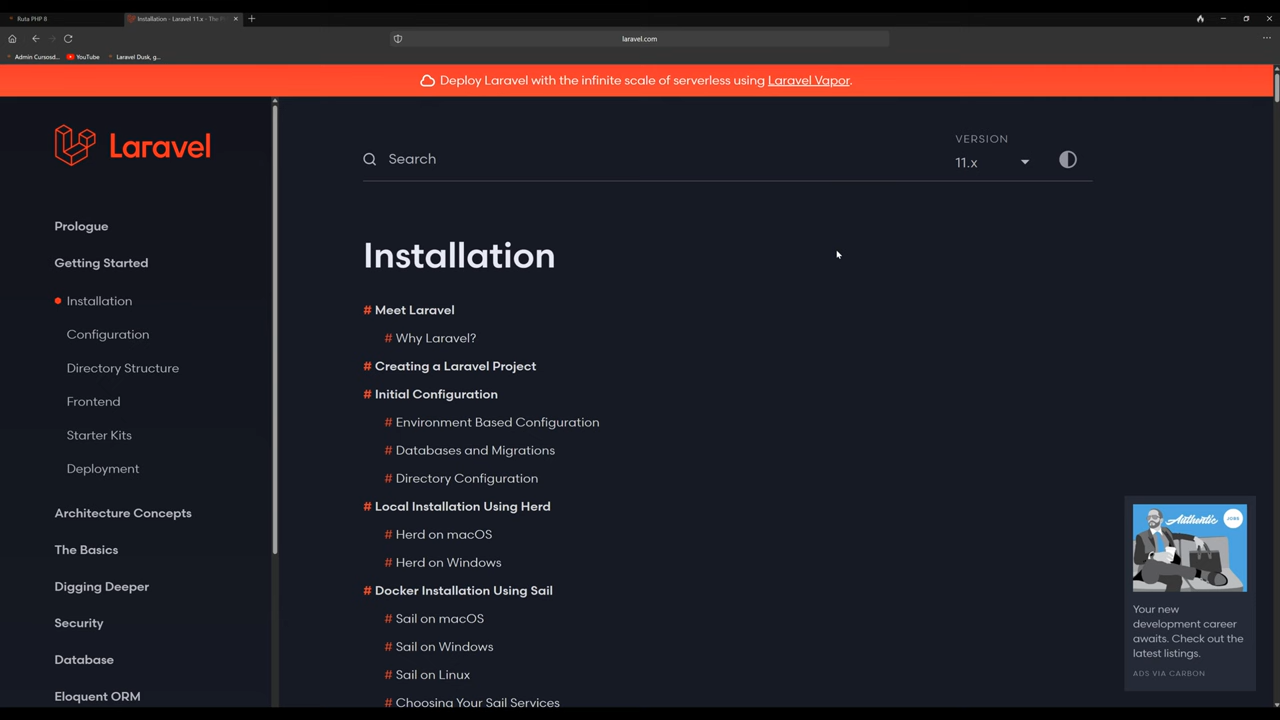 Ruta PHP 8
Installation - Laravel 11.x - The P
laravel.com
Admin Cursosd...
YouTube
Laravel Dusk, g...
Deploy Laravel with the infinite scale of serverless using Laravel Vapor.
Laravel
Search
VERSION
11.x
Prologue
Getting Started
Installation
Configuration
Directory Structure
Frontend
Starter Kits
Deployment
Architecture Concepts
The Basics
Digging Deeper
Security
Database
Eloquent ORM
Installation
# Meet Laravel
# Why Laravel?
# Creating a Laravel Project
# Initial Configuration
# Environment Based Configuration
# Databases and Migrations
# Directory Configuration
# Local Installation Using Herd
# Herd on macOS
# Herd on Windows
# Docker Installation Using Sail
# Sail on macOS
# Sail on Windows
# Sail on Linux
# Choosing Your Sail Services
Authentic
JOBS
Your new
development career
awaits. Check out the
latest listings.
ADS VIA CARBON